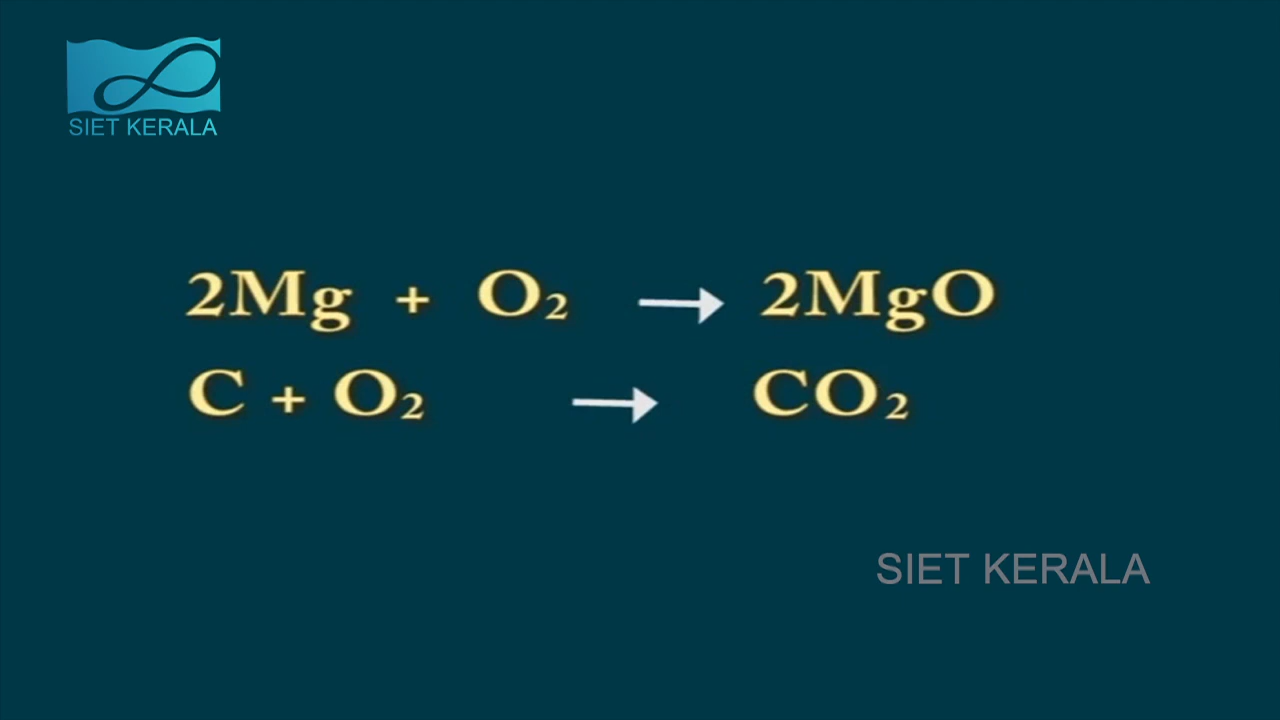 SIET KERALA
2Mg + O₂ → 2MgO
C + O₂ → CO₂
SIET KERALA